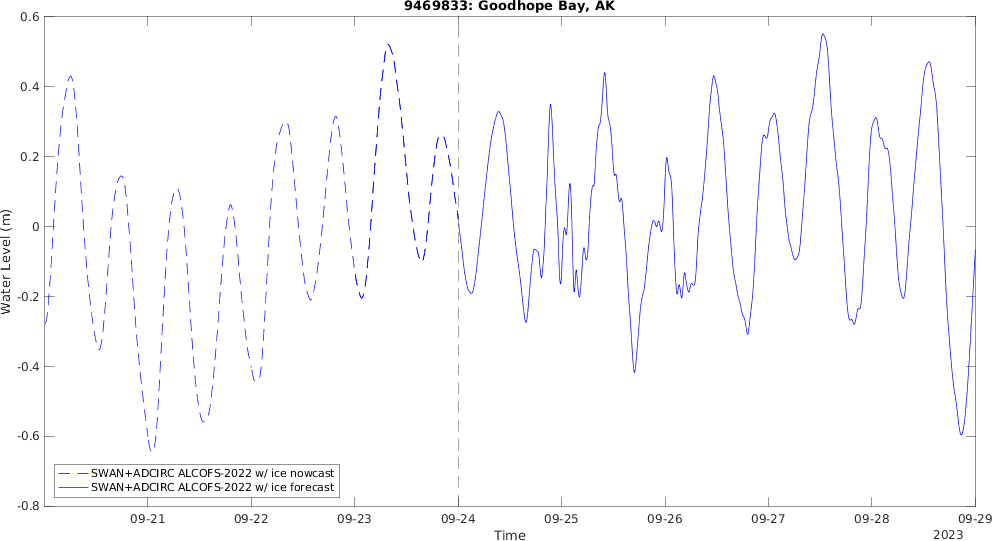 9469833: Goodhope Bay, AK
Water Level (m)
0.6
0.4
0.2
0
-0.2
-0.4
-0.6
-0.8
SWAN+ADCIRC ALCOFS-2022 w/ ice nowcast
SWAN+ADCIRC ALCOFS-2022 w/ ice forecast
09-21 09-22 09-23 09-24 09-25 09-26 09-27 09-28 09-29
Time
2023